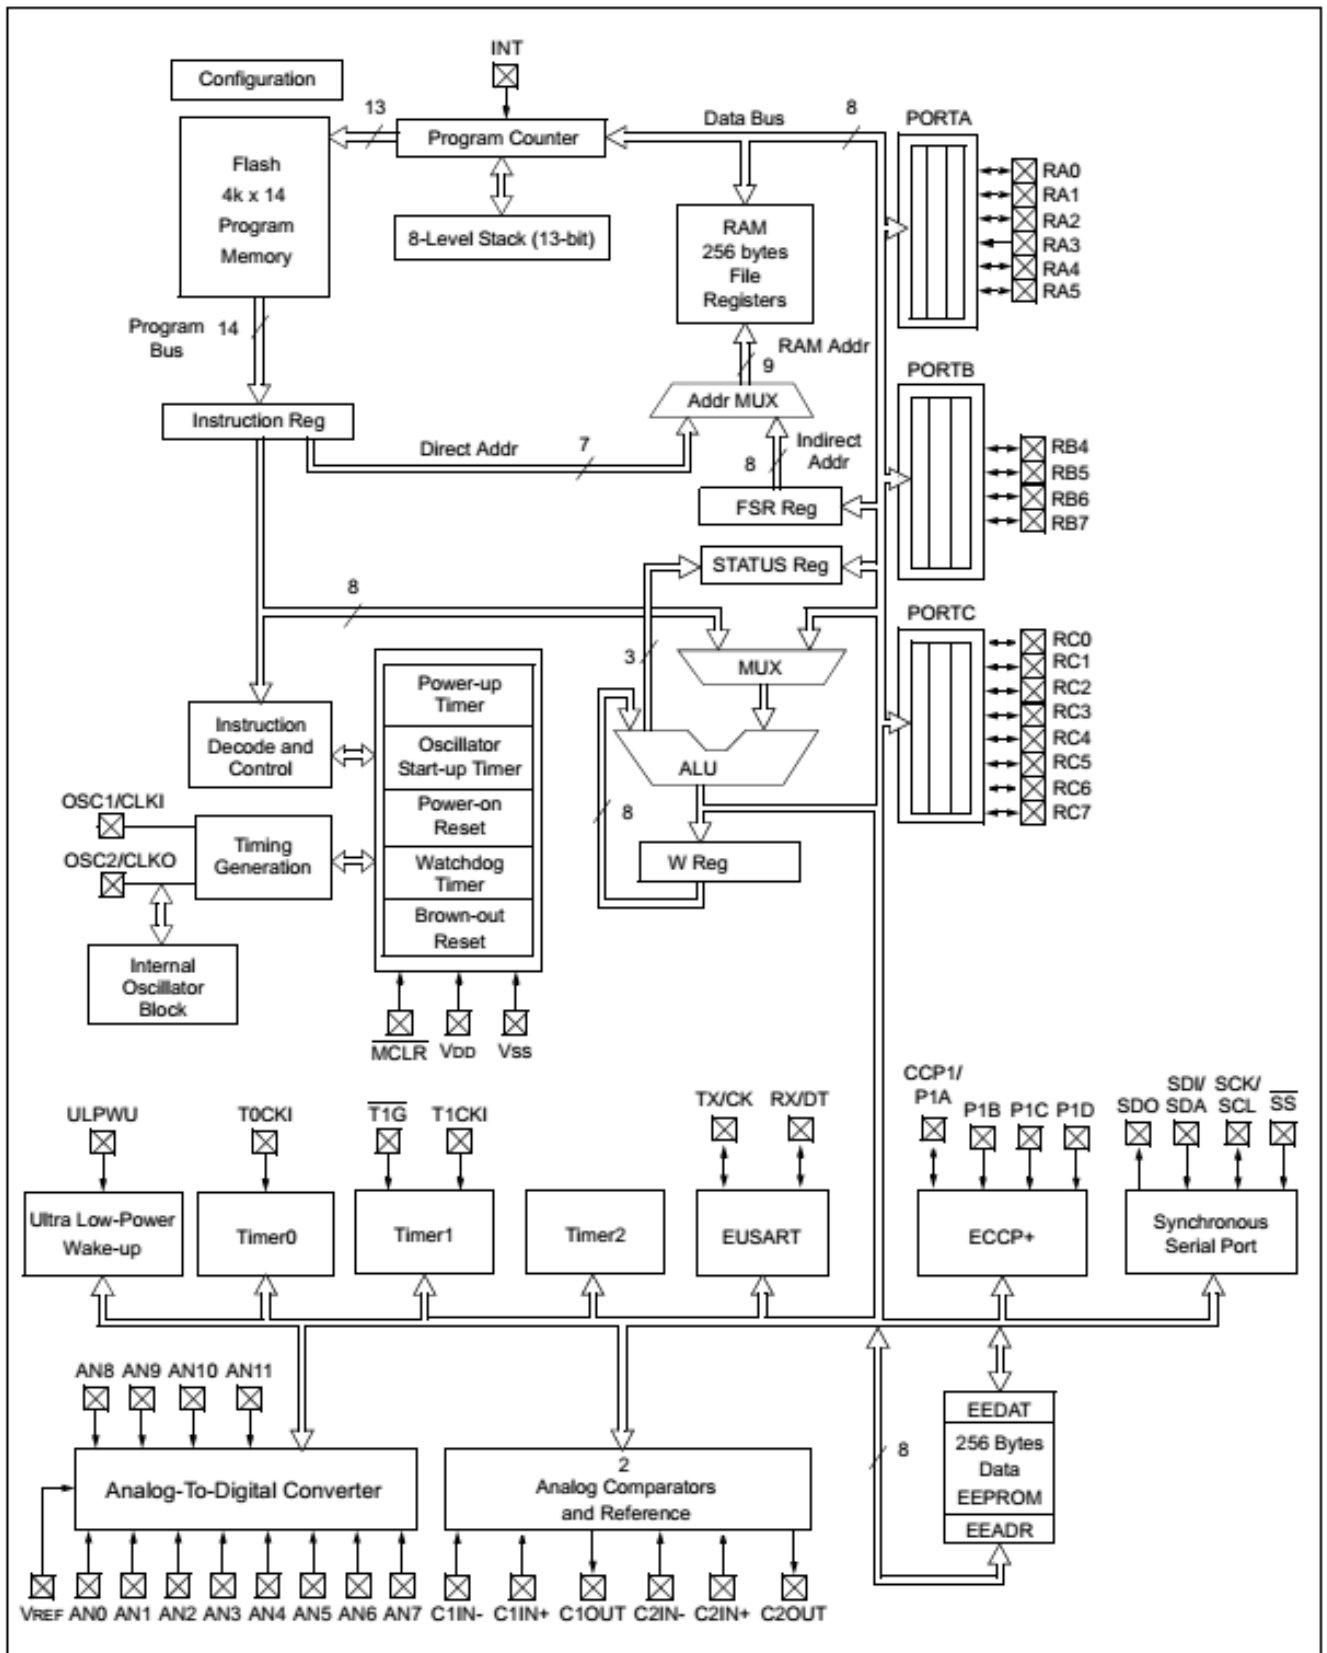 INT
Configuration
13
Program Counter
Data Bus
8
PORTA
Flash
4k x 14
Program
Memory
8-Level Stack (13-bit)
RAM
256 bytes
File
Registers
RA0
RA1
RA2
RA3
RA4
RA5
Program
Bus
14
RAM Addr
9
PORTB
Addr MUX
Instruction Reg
Direct Addr
7
Indirect
Addr
8
FSR Reg
RB4
RB5
RB6
RB7
STATUS Reg
8
PORTC
3
MUX
RC0
RC1
RC2
RC3
RC4
RC5
RC6
RC7
Power-up
Timer
Instruction
Decode and
Control
Oscillator
Start-up Timer
ALU
OSC1/CLKI
Power-on
Reset
8
Timing
Generation
OSC2/CLKO
Watchdog
Timer
W Reg
Brown-out
Reset
Internal
Oscillator
Block
MCLR
VDD
VSS
ULPWU
T0CKI
T1G
T1CKI
TX/CK
RX/DT
CCP1/
P1A
P1B
P1C
P1D
SDO
SDI/
SDA
SCK/
SCL
SS
Ultra Low-Power
Wake-up
Timer0
Timer1
Timer2
EUSART
ECCP+
Synchronous
Serial Port
AN8
AN9
AN10
AN11
EEDAT
256 Bytes
Data
EEPROM
EEADR
8
Analog-To-Digital Converter
2
Analog Comparators
and Reference
VREF
AN0
AN1
AN2
AN3
AN4
AN5
AN6
AN7
C1IN-
C1IN+
C1OUT
C2IN-
C2IN+
C2OUT